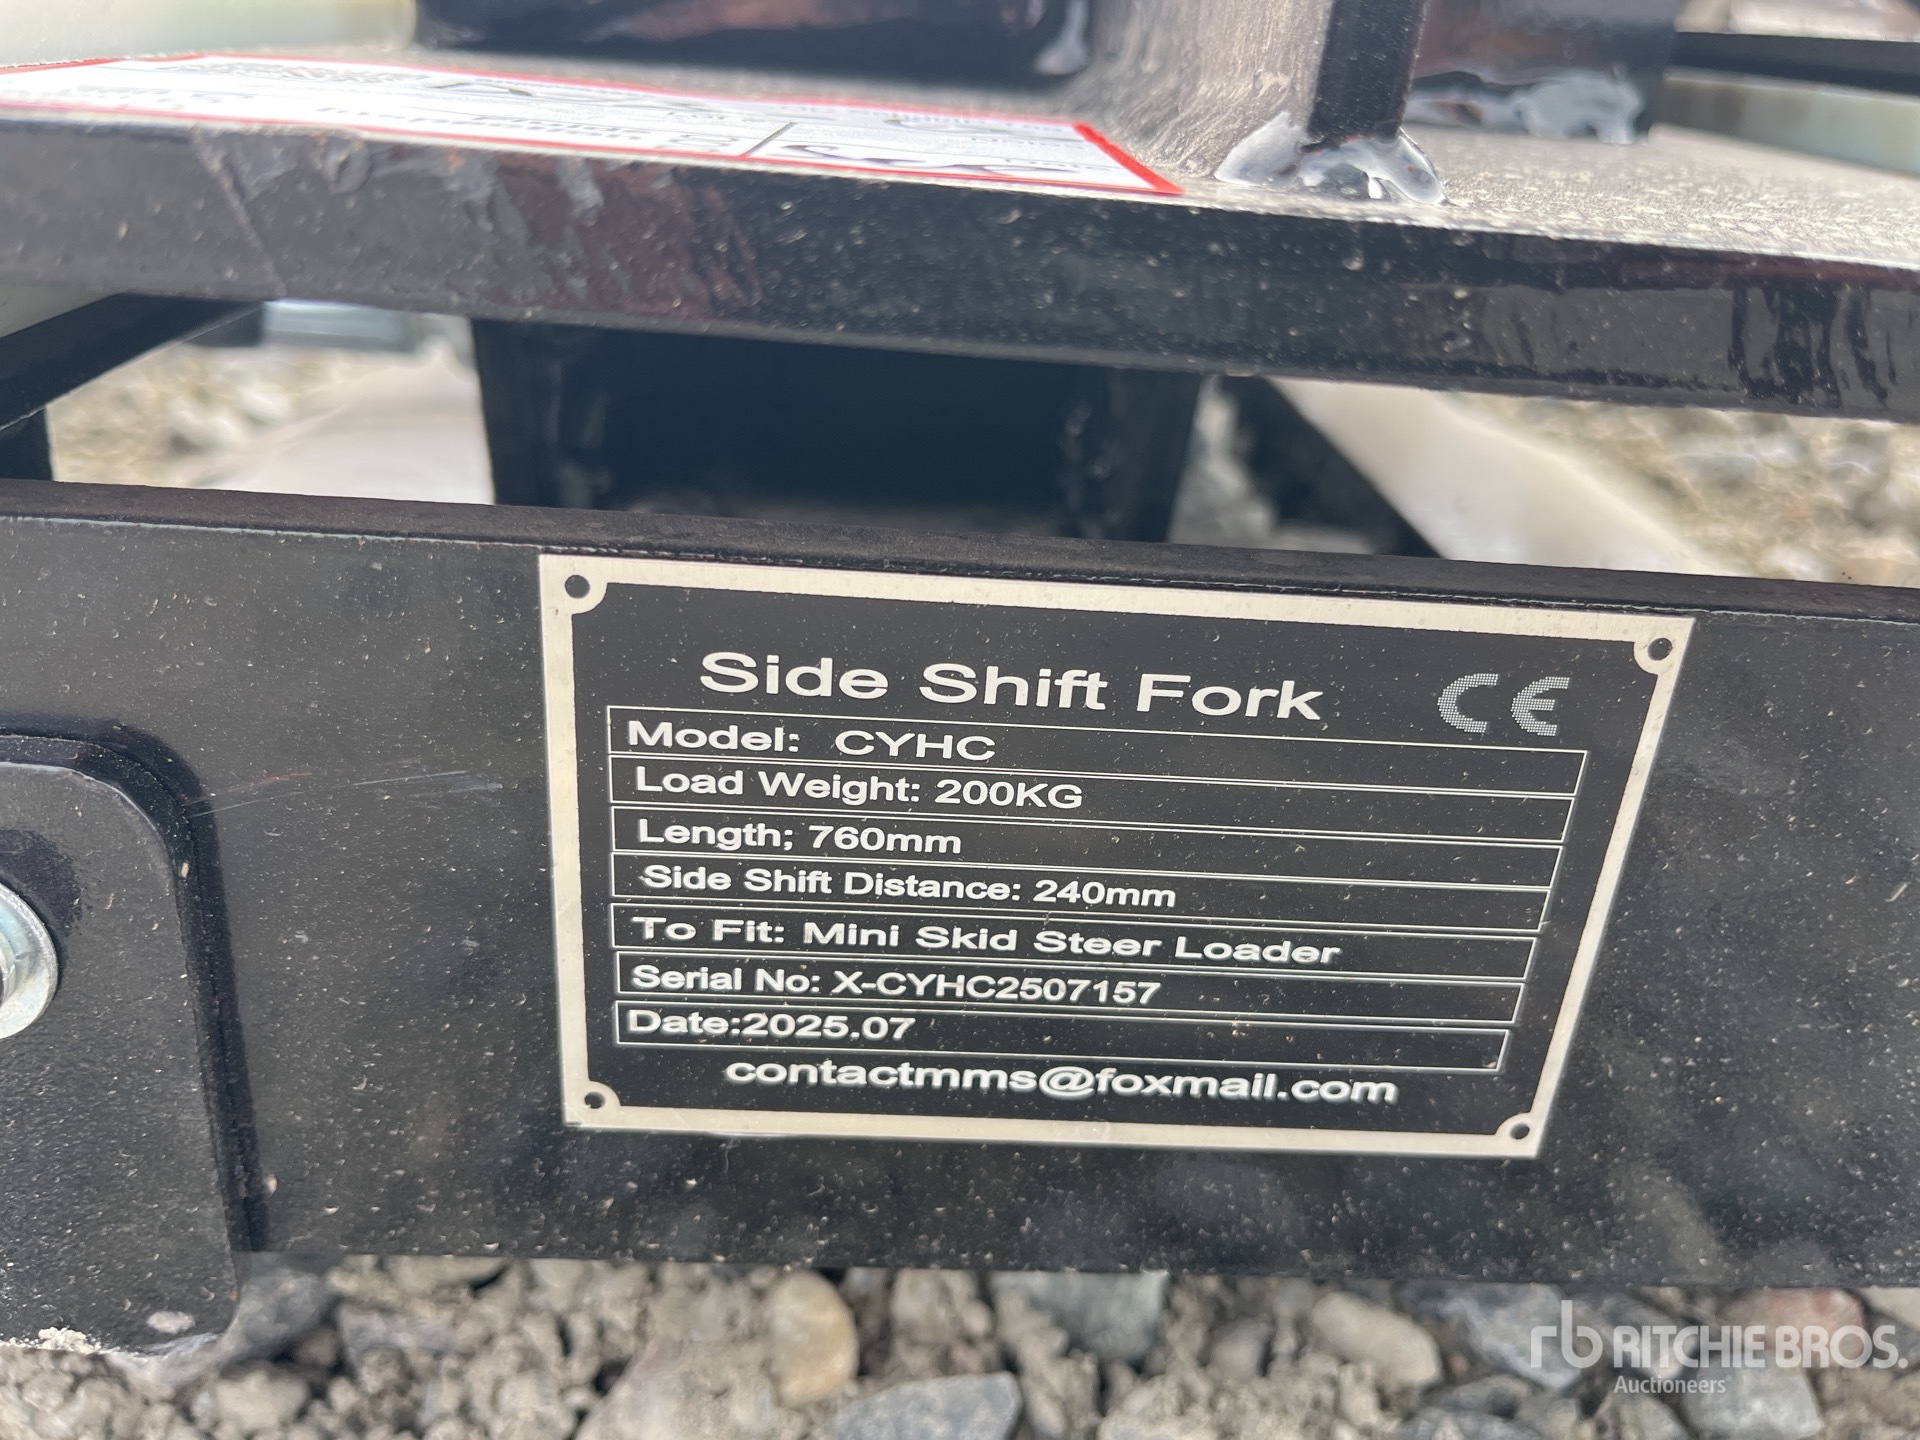 Side Shift Fork CE
Model: CYHC
Load Weight: 200KG
Length; 760mm
Side Shift Distance: 240mm
To Fit: Mini Skid Steer Loader
Serial No: X-CYHC2507157
Date:2025.07
contactmms@foxmail.com
rb RITCHIE BROS.
Auctioneers